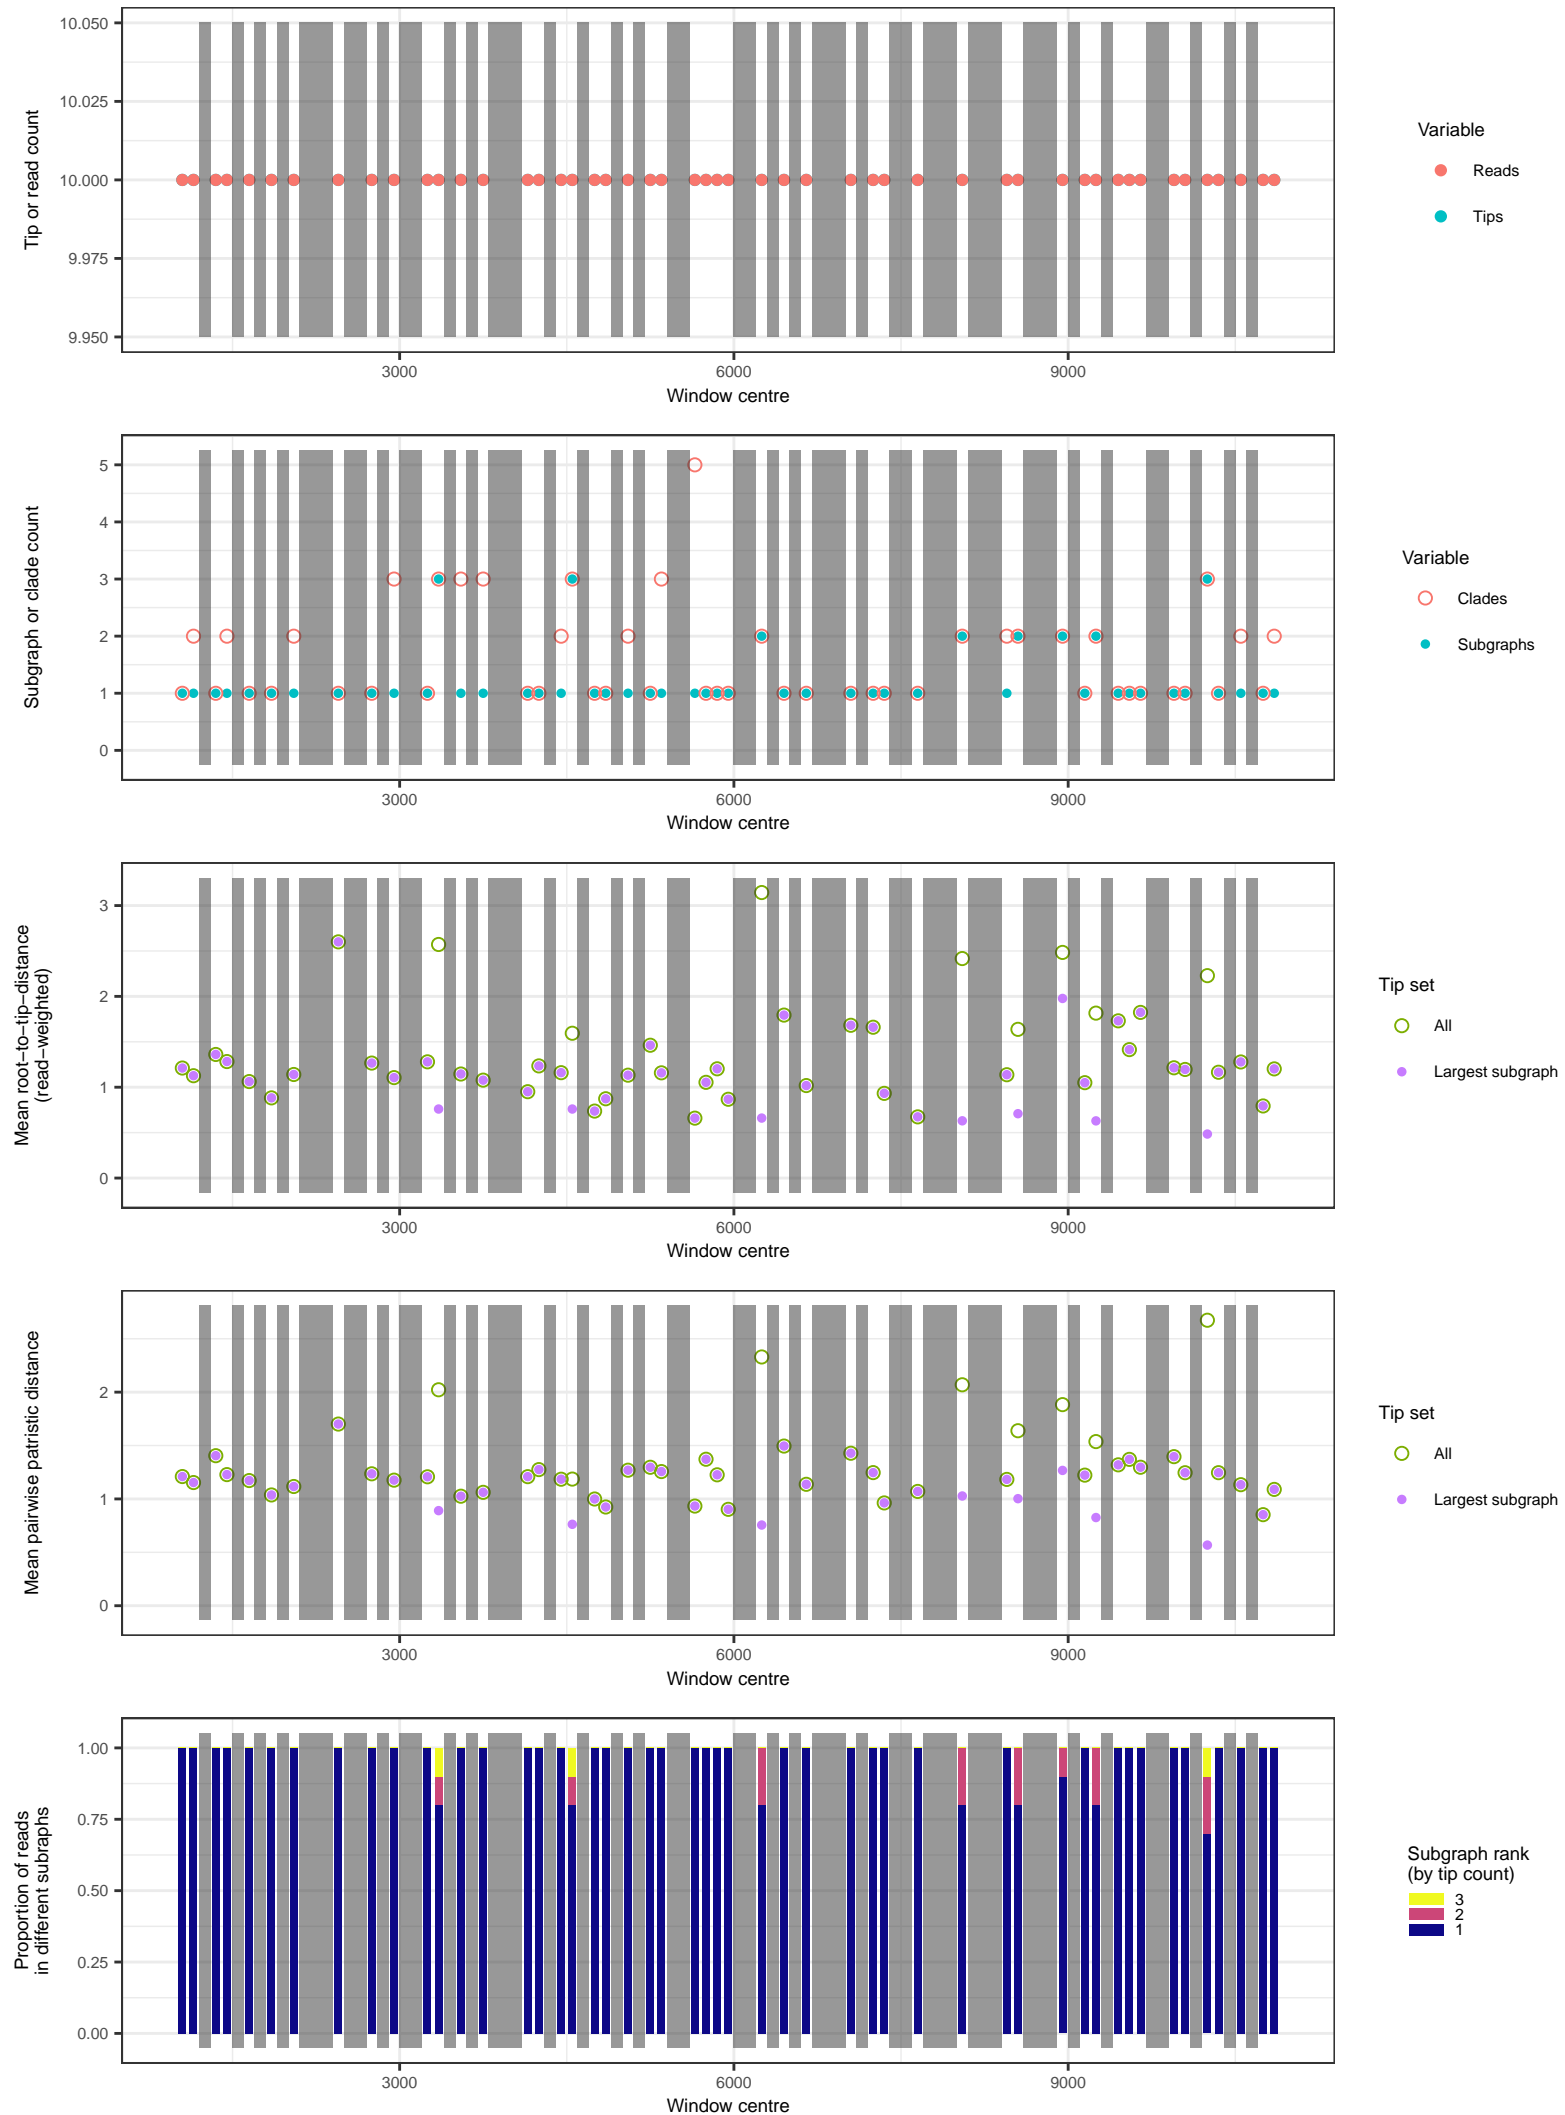 10.050
10.025
10.000
9.975
9.950
Tip or read count
3000 6000 9000
Window centre
Variable
Reads
Tips
5
4
3
2
1
0
Subgraph or clade count
3000 6000 9000
Window centre
Variable
Clades
Subgraphs
3
2
1
0
Mean root−to−tip−distance
(read−weighted)
3000 6000 9000
Window centre
Tip set
All
Largest subgraph
2
1
0
Mean pairwise patristic distance
3000 6000 9000
Window centre
Tip set
All
Largest subgraph
1.00
0.75
0.50
0.25
0.00
Proportion of reads
in different subraphs
3000 6000 9000
Window centre
Subgraph rank
(by tip count)
3
2
1